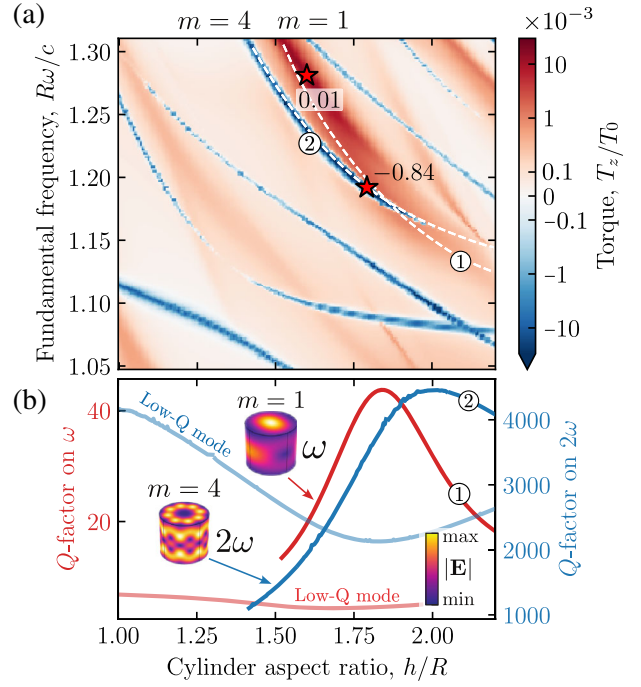 (a) m = 4 m = 1
×10⁻³
Fundamental frequency, Rω/c
1.30
1.25
1.20
1.15
1.10
1.05
0.01
②
−0.84
①
10
1
0.1
0
−0.1
−1
−10
Torque, T_z/T_0
(b)
Q-factor on ω
40
20
Low-Q mode
m = 1
ω
m = 4
2ω
②
①
max
|E|
min
Low-Q mode
4000
3000
2000
1000
Q-factor on 2ω
1.00 1.25 1.50 1.75 2.00
Cylinder aspect ratio, h/R